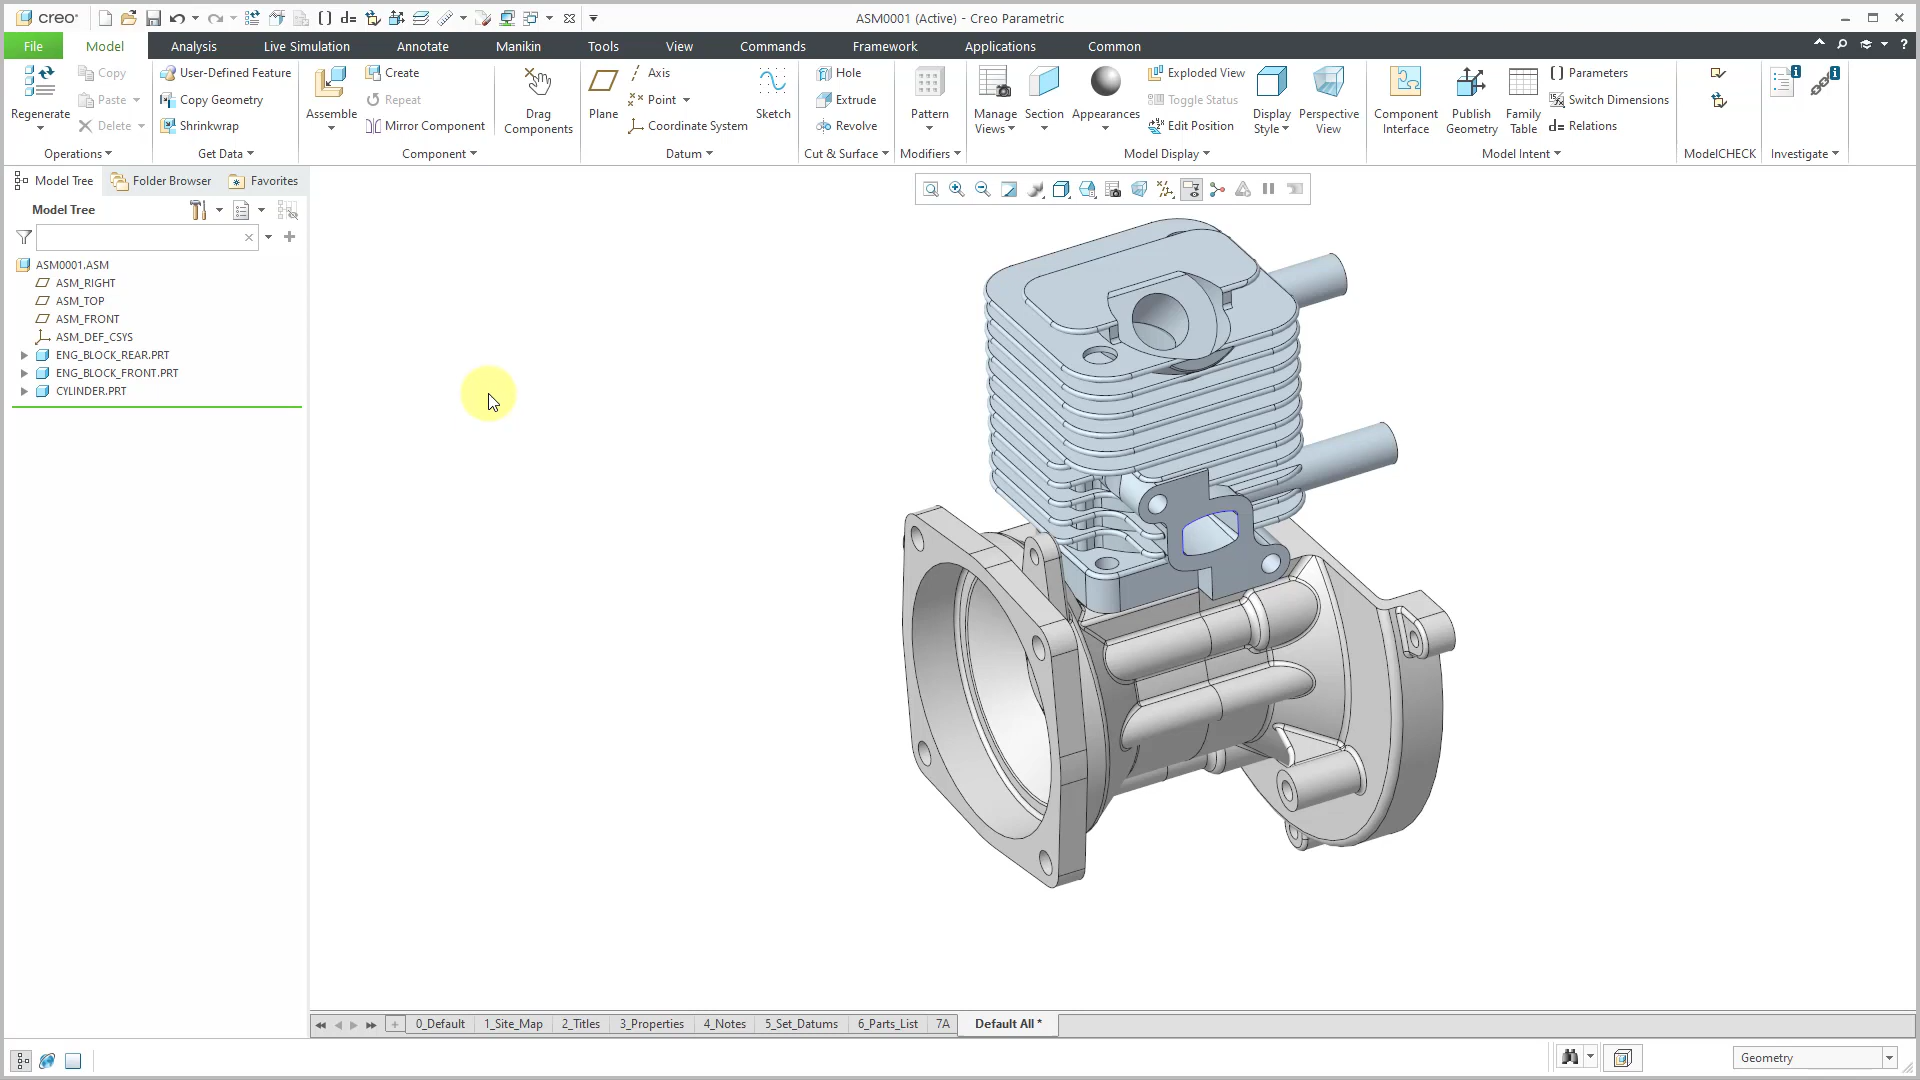 creo
d=
ASM0001 (Active) - Creo Parametric
File
Model
Analysis
Live Simulation
Annotate
Manikin
Tools
View
Commands
Framework
Applications
Common
?
Regenerate
Copy
Paste
Delete
Operations
User-Defined Feature
Copy Geometry
Shrinkwrap
Get Data
Assemble
Create
Repeat
Mirror Component
Component
Drag
Components
Plane
Axis
Point
Coordinate System
Sketch
Datum
Hole
Extrude
Revolve
Cut & Surface
Pattern
Modifiers
Manage
Views
Section
Appearances
Exploded View
Toggle Status
Edit Position
Display
Style
Perspective
View
Model Display
Component
Interface
Publish
Geometry
Family
Table
Parameters
Switch Dimensions
d= Relations
Model Intent
ModelCHECK
Investigate
Model Tree
Folder Browser
Favorites
Model Tree
ASM0001.ASM
ASM_RIGHT
ASM_TOP
ASM_FRONT
ASM_DEF_CSYS
ENG_BLOCK_REAR.PRT
ENG_BLOCK_FRONT.PRT
CYLINDER.PRT
0_Default
1_Site_Map
2_Titles
3_Properties
4_Notes
5_Set_Datums
6_Parts_List
7A
Default All *
Geometry